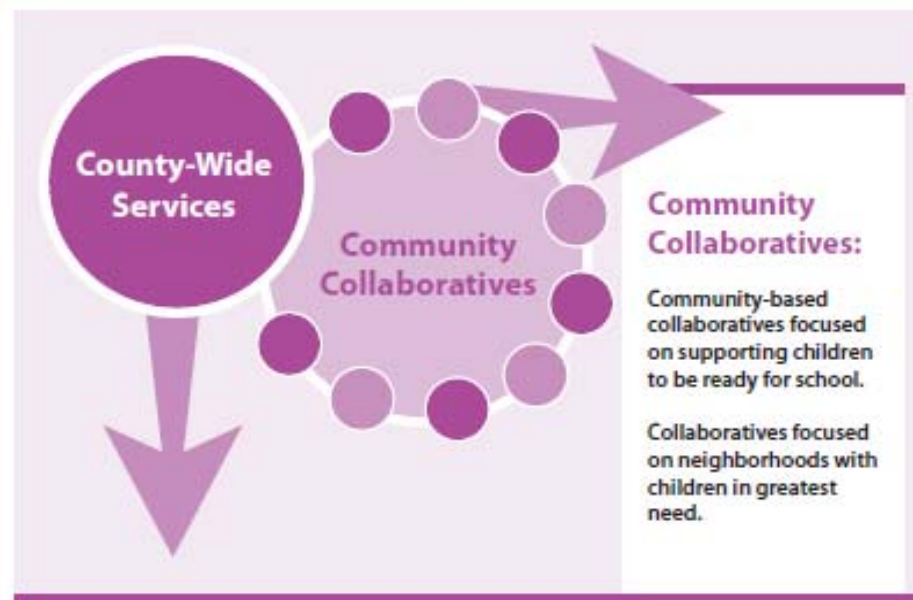 County-Wide
Services
Community
Collaboratives
Community
Collaboratives:
Community-based
collaboratives focused
on supporting children
to be ready for school.
Collaboratives focused
on neighborhoods with
children in greatest
need.